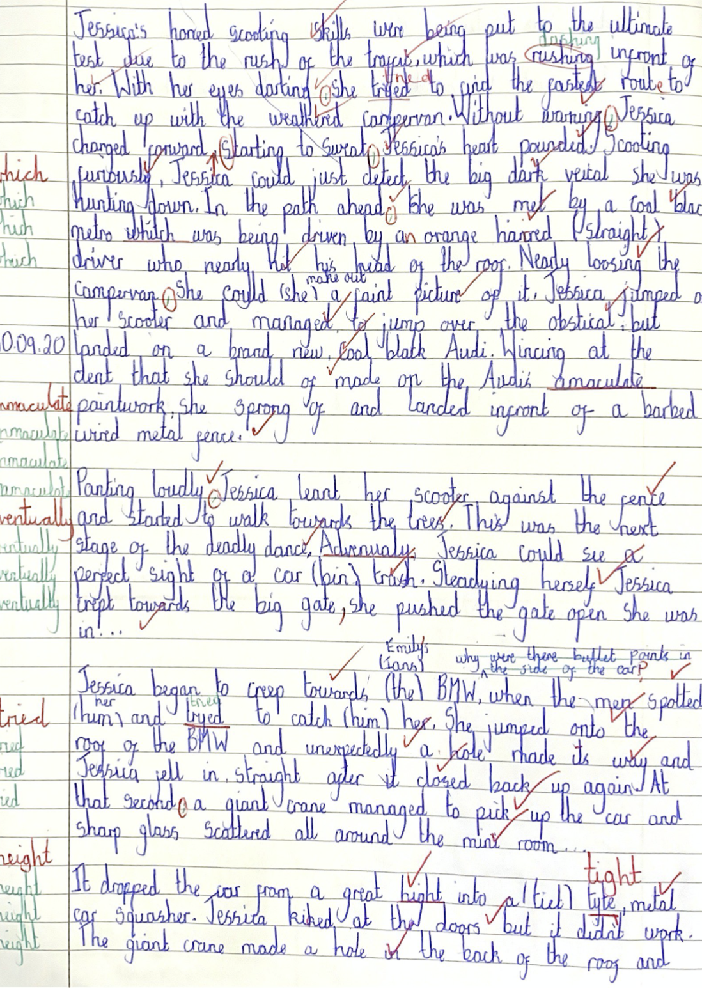 Jessica's honed scooting skills were being put to the ultimate
dashing
test due to the rush of the traficic, which was rushing infront of
her. With her eyes darting, She tryed to find the fastest route to
catch up with the weathered campervan. Without warning, Jessica
charged forward. Starting to Sweat, Jessica's heart pounded. Scooting
hich furiously, Jessica could just detect, the big dark veical she was
hich hunting down. In the path ahead, She was met by a coal blac
hich metro whitch was being driven by an orange haired (straight)
hich driver who nearly hit his head of the roof. Nearly loosing the
make out
campervan, She could (she) a faint picture of it. Jessica jumped o
her scooter and managed to jump over the obstical; but
0.09.20 landed on a brand new, coal black Audi. Wincing at the
dent that she should of made on the Audi's amaculate
mmaculate paintwork, she sprong of and landed infront of a barbed
nmaculate wired metal fence.
nmaculate
amaculate Panting loudly, Jessica leant her scooter against the fence
ventually and started to walk towards the trees. This was the next
entually stage of the deadly dance. Advenualy, Jessica could see a
ventually perfect sight of a car (bin) trash. Steadying herself Jessica
ventually crept towards the big gate, she pushed the gate open she was
in!...
Emily's
(Ians) why were there bullet points in
the side of the car?
Jessica began to creep towards (the) BMW, when the men spotted
her tried
tried (him) and tryed to catch (him) her. She jumped onto the
ied roof of the BMW and unexpectedly a hole made its way and
ied Jessica fell in, straight after it closed back up again. At
ied that second, a giant crane managed to pick up the car and
sharp glass scattered all around the mini room...
height tight
eight It dropped the car from a great hight into a (tiet) tyte, metal
eight car squasher. Jessica kiked at the doors but it didn't work.
eight The giant crane made a hole in the back of the roof and